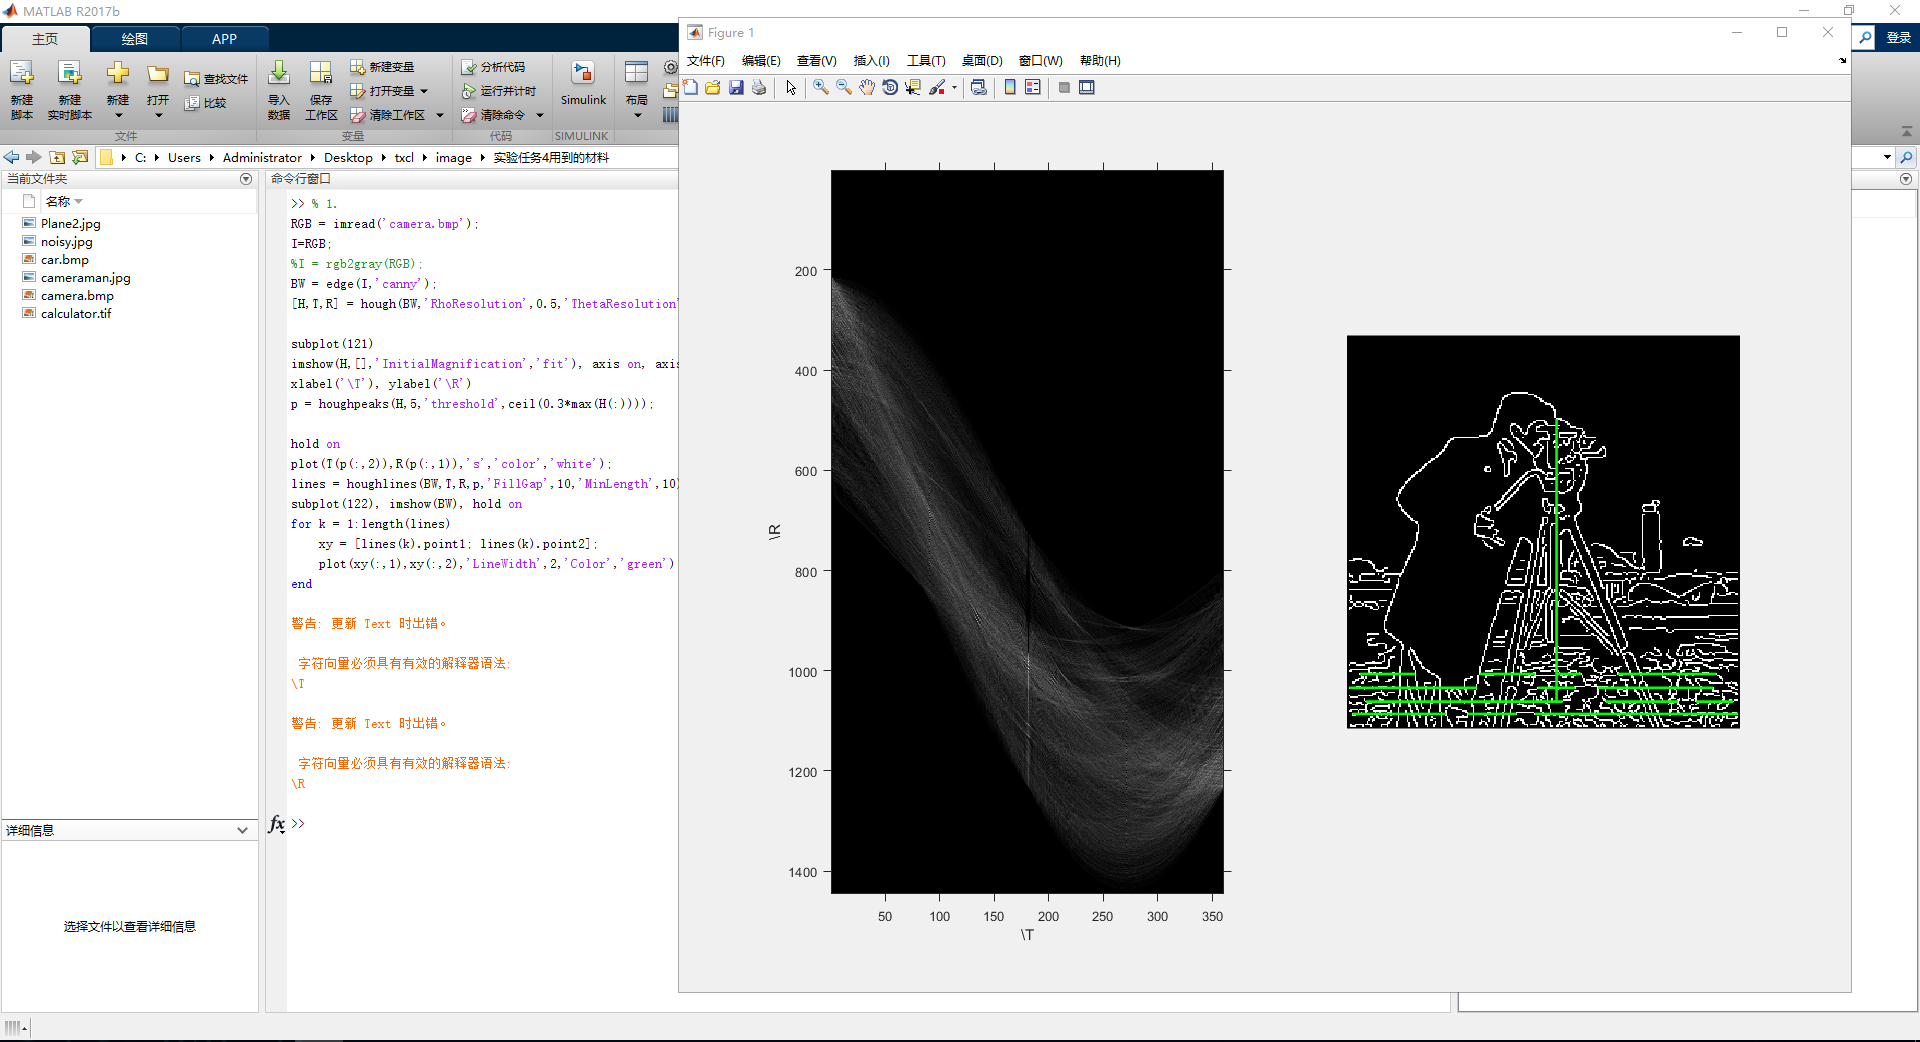 MATLAB R2017b
主页
绘图
APP
登录
新建
脚本
新建
实时脚本
新建
打开
查找文件
比较
文件
导入
数据
保存
工作区
新建变量
打开变量
清除工作区
变量
分析代码
运行并计时
清除命令
代码
Simulink
SIMULINK
布局
C: Users Administrator Desktop txcl image 实验任务4用到的材料
当前文件夹
名称
Plane2.jpg
noisy.jpg
car.bmp
cameraman.jpg
camera.bmp
calculator.tif
详细信息
选择文件以查看详细信息
命令行窗口
>> % 1.
RGB = imread('camera.bmp');
I=RGB;
%I = rgb2gray(RGB);
BW = edge(I,'canny');
[H,T,R] = hough(BW,'RhoResolution',0.5,'ThetaResolution'
subplot(121)
imshow(H,[],'InitialMagnification','fit'), axis on, axis
xlabel('\T'), ylabel('\R')
p = houghpeaks(H,5,'threshold',ceil(0.3*max(H(:))));
hold on
plot(T(p(:,2)),R(p(:,1)),'s','color','white');
lines = houghlines(BW,T,R,p,'FillGap',10,'MinLength',10)
subplot(122), imshow(BW), hold on
for k = 1:length(lines)
xy = [lines(k).point1; lines(k).point2];
plot(xy(:,1),xy(:,2),'LineWidth',2,'Color','green')
end
警告: 更新 Text 时出错。
字符向量必须具有有效的解释器语法:
\T
警告: 更新 Text 时出错。
字符向量必须具有有效的解释器语法:
\R
fx >>
Figure 1
文件(F) 编辑(E) 查看(V) 插入(I) 工具(T) 桌面(D) 窗口(W) 帮助(H)
200
400
600
800
1000
1200
1400
\R
50 100 150 200 250 300 350
\T